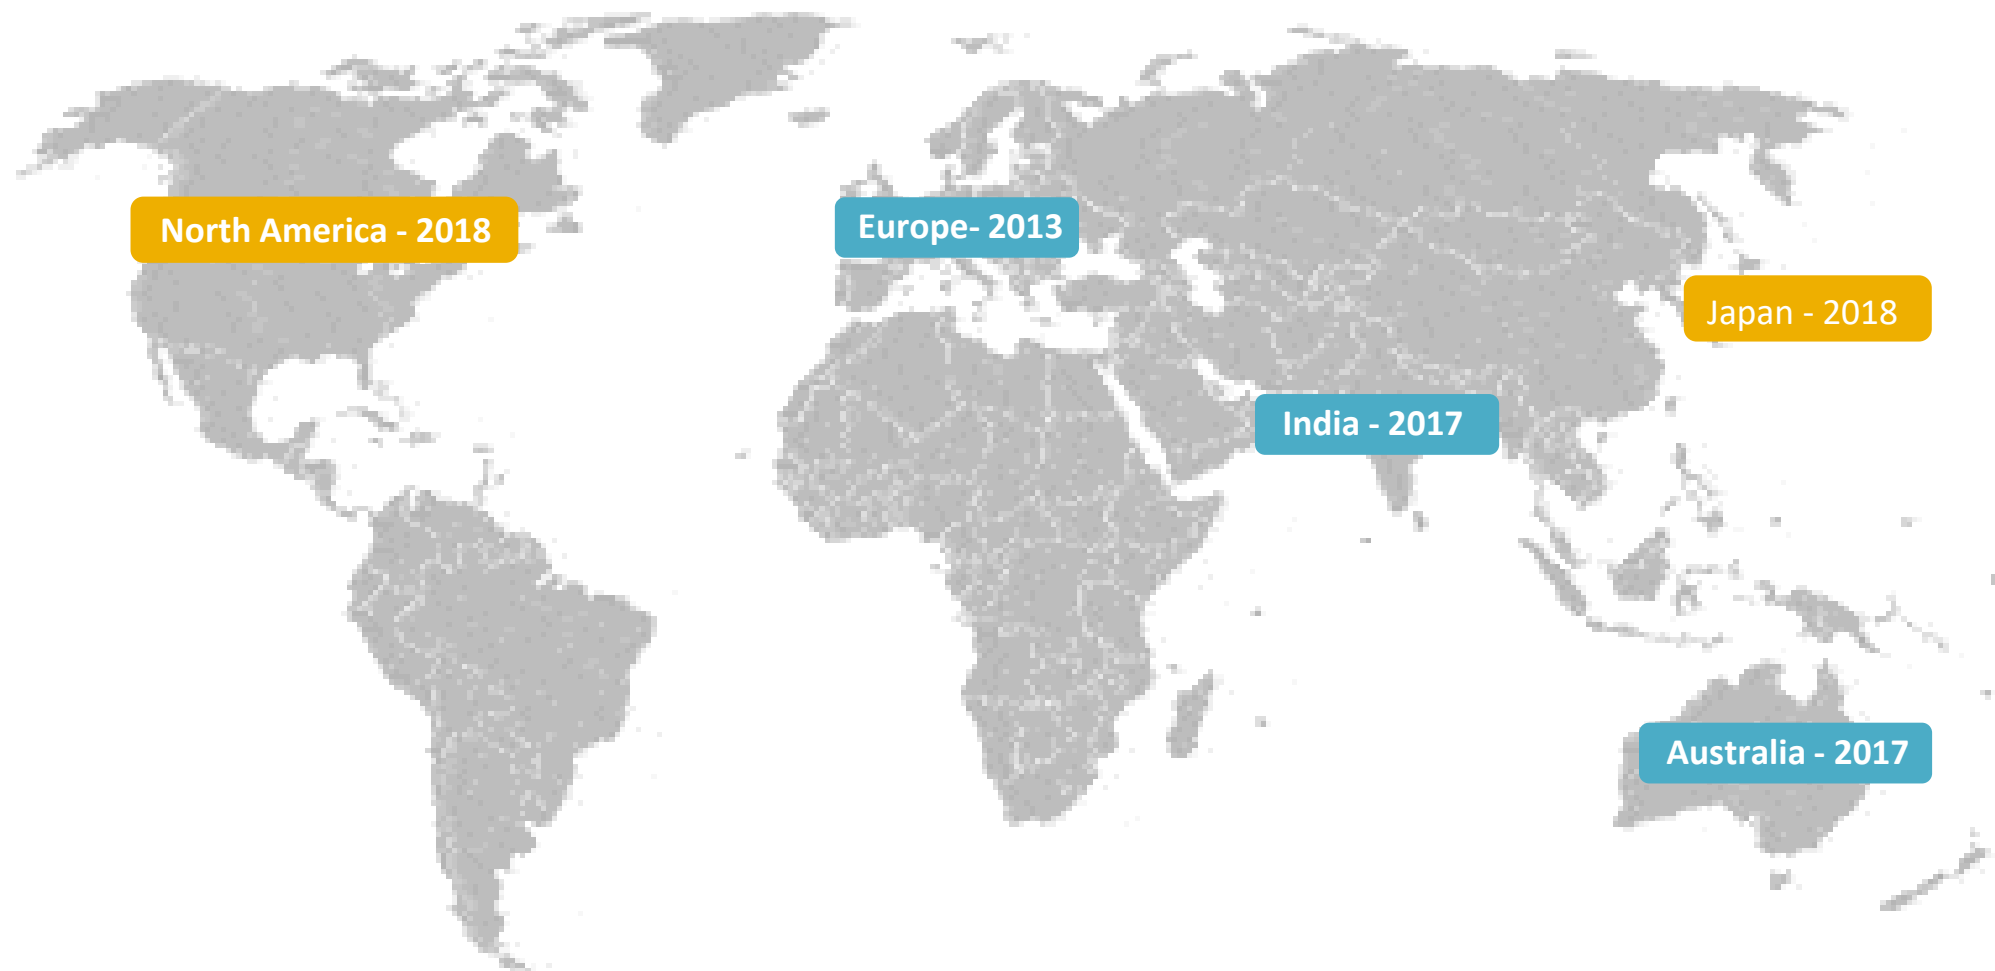 North America - 2018
Europe- 2013
Japan - 2018
India - 2017
Australia - 2017